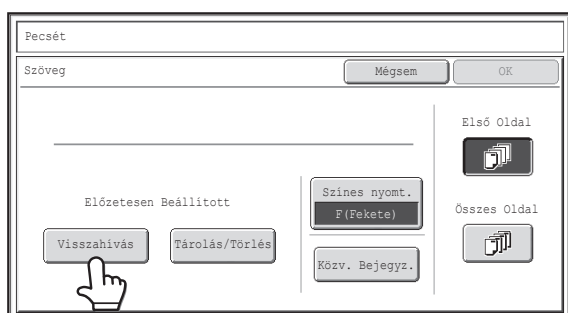 Pecsét
Szöveg
Mégsem
OK
Első Oldal
Előzetesen Beállított
Színes nyomt.
F(Fekete)
Összes Oldal
Visszahívás
Tárolás/Törlés
Közv. Bejegyz.